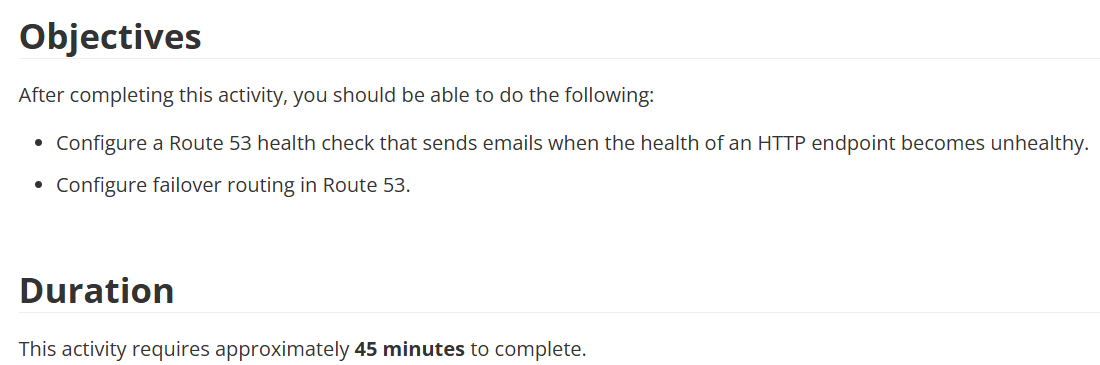 Objectives
After completing this activity, you should be able to do the following:
• Configure a Route 53 health check that sends emails when the health of an HTTP endpoint becomes unhealthy.
• Configure failover routing in Route 53.
Duration
This activity requires approximately 45 minutes to complete.